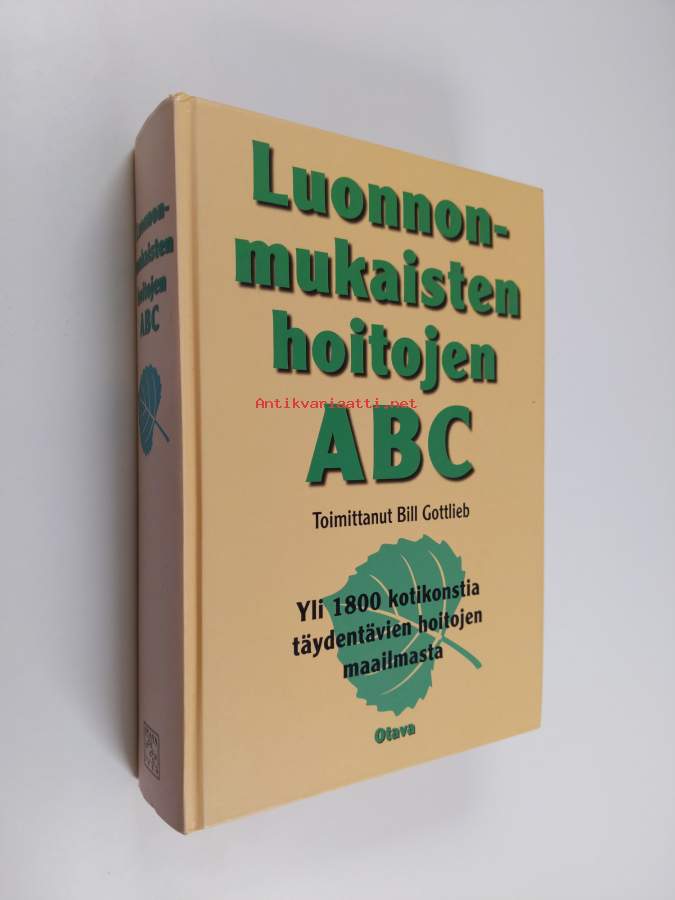 Luonnon-
mukaisten
hoitojen
ABC
Toimittanut Bill Gottlieb
Yli 1800 kotikonstia
täydentävien hoitojen
maailmasta
Otava
Luonnon-
mukaisten
hoitojen
ABC
Antikvariaatti.net